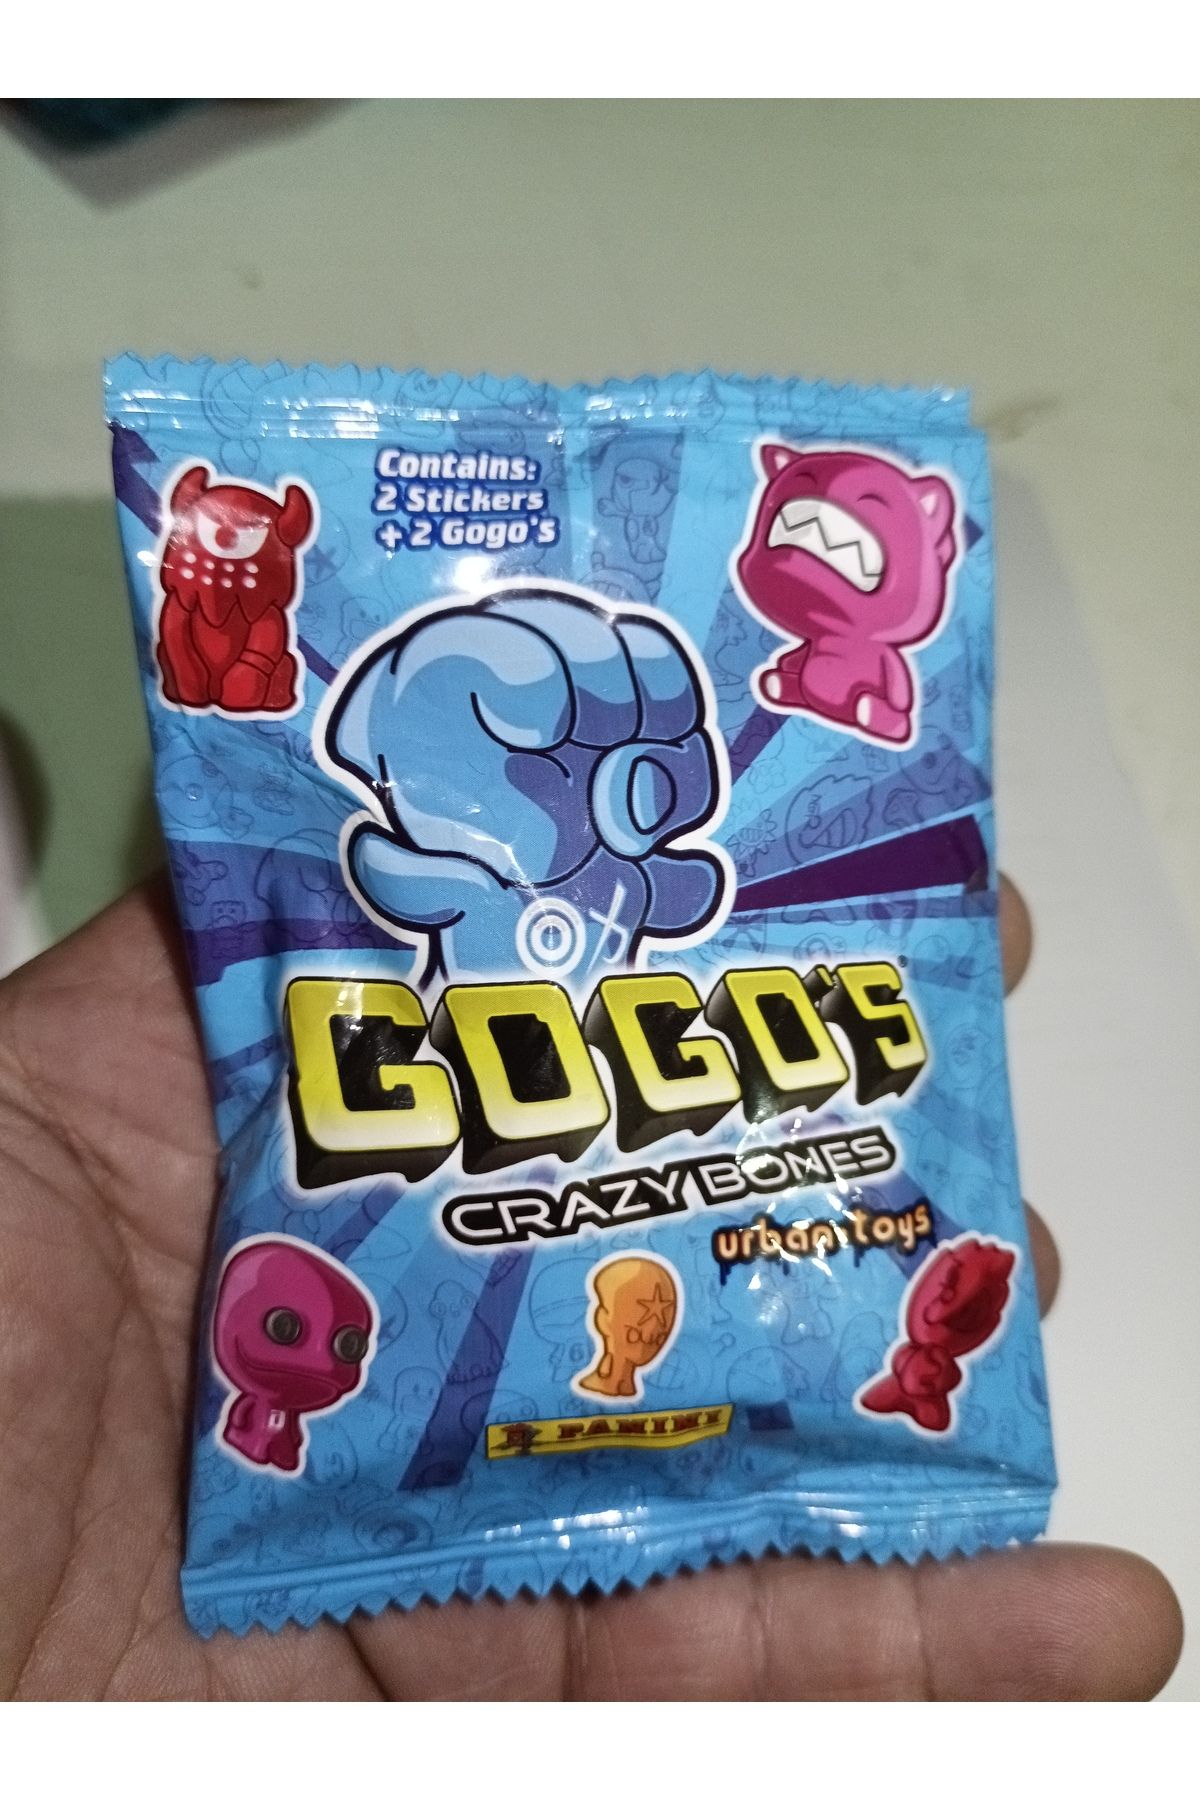 Contains:
2 Stickers
+ 2 Gogo's
GOGO'S®
CRAZY BONES
urban toys
PANINI